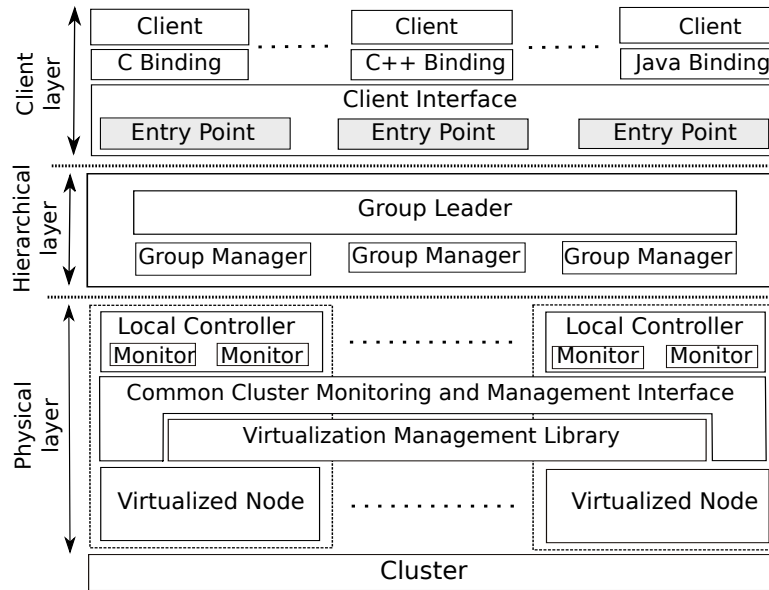 Client layer
Client Client Client
C Binding C++ Binding Java Binding
Client Interface
Entry Point Entry Point Entry Point
Hierarchical layer
Group Leader
Group Manager Group Manager Group Manager
Physical layer
Local Controller Local Controller
Monitor Monitor Monitor Monitor
Common Cluster Monitoring and Management Interface
Virtualization Management Library
Virtualized Node Virtualized Node
Cluster